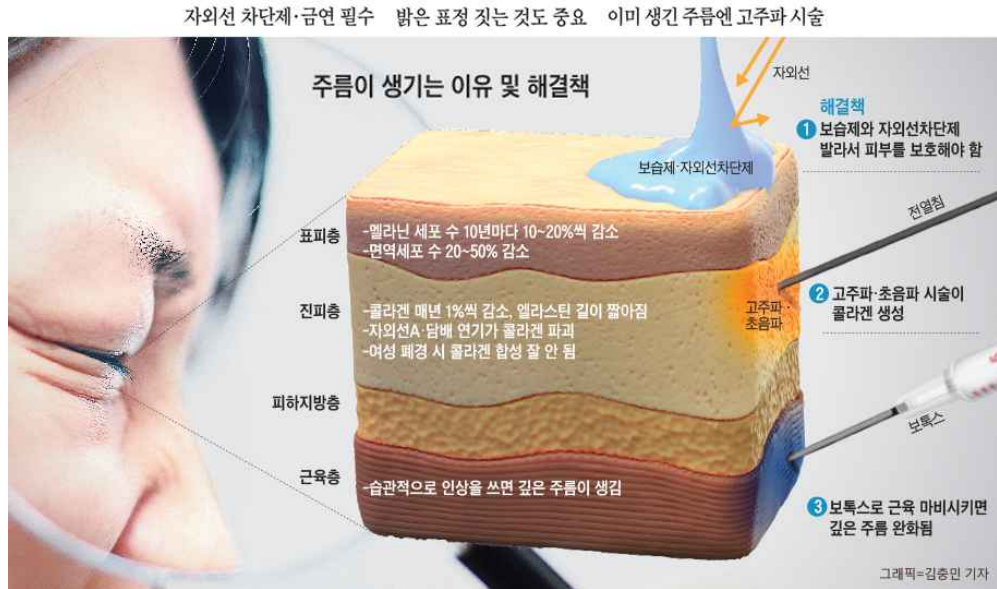 자외선 차단제·금연 필수 밝은 표정 짓는 것도 중요 이미 생긴 주름엔 고주파 시술
주름이 생기는 이유 및 해결책
자외선
해결책
1 보습제와 자외선차단제
발라서 피부를 보호해야 함
보습제·자외선차단제
전열침
표피층
-멜라닌 세포 수 10년마다 10~20%씩 감소
-면역세포 수 20~50% 감소
진피층
-콜라겐 매년 1%씩 감소, 엘라스틴 길이 짧아짐
-자외선A·담배 연기가 콜라겐 파괴
-여성 폐경 시 콜라겐 합성 잘 안 됨
고주파·
초음파
2 고주파·초음파 시술이
콜라겐 생성
피하지방층
보톡스
근육층
-습관적으로 인상을 쓰면 깊은 주름이 생김
3 보톡스로 근육 마비시키면
깊은 주름 완화됨
그래픽=김충민 기자